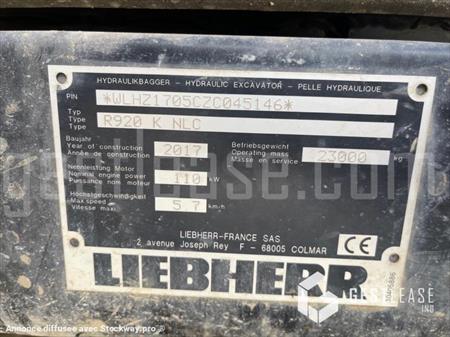 HYDRAULIKBAGGER - HYDRAULIC EXCAVATOR - PELLE HYDRAULIQUE
PIN *WLHZ1705CZC045146*
Typ
Type
Type R920 K NLC
Baujahr
Year of construction
Année de construction 2017
Betriebsgewicht
Operating mass
Masse en service 23000 kg
Nennleistung Motor
Nominal engine power
Puissance nom moteur 110 kW
Höchstgeschwindigkeit
Max speed
Vitesse maxi 5,7 km/h
LIEBHERR-FRANCE SAS
2, avenue Joseph Rey F - 68005 COLMAR
CE
LIEBHERR
GESTLEASE
IND
Annonce diffusée avec Stockway.pro ®